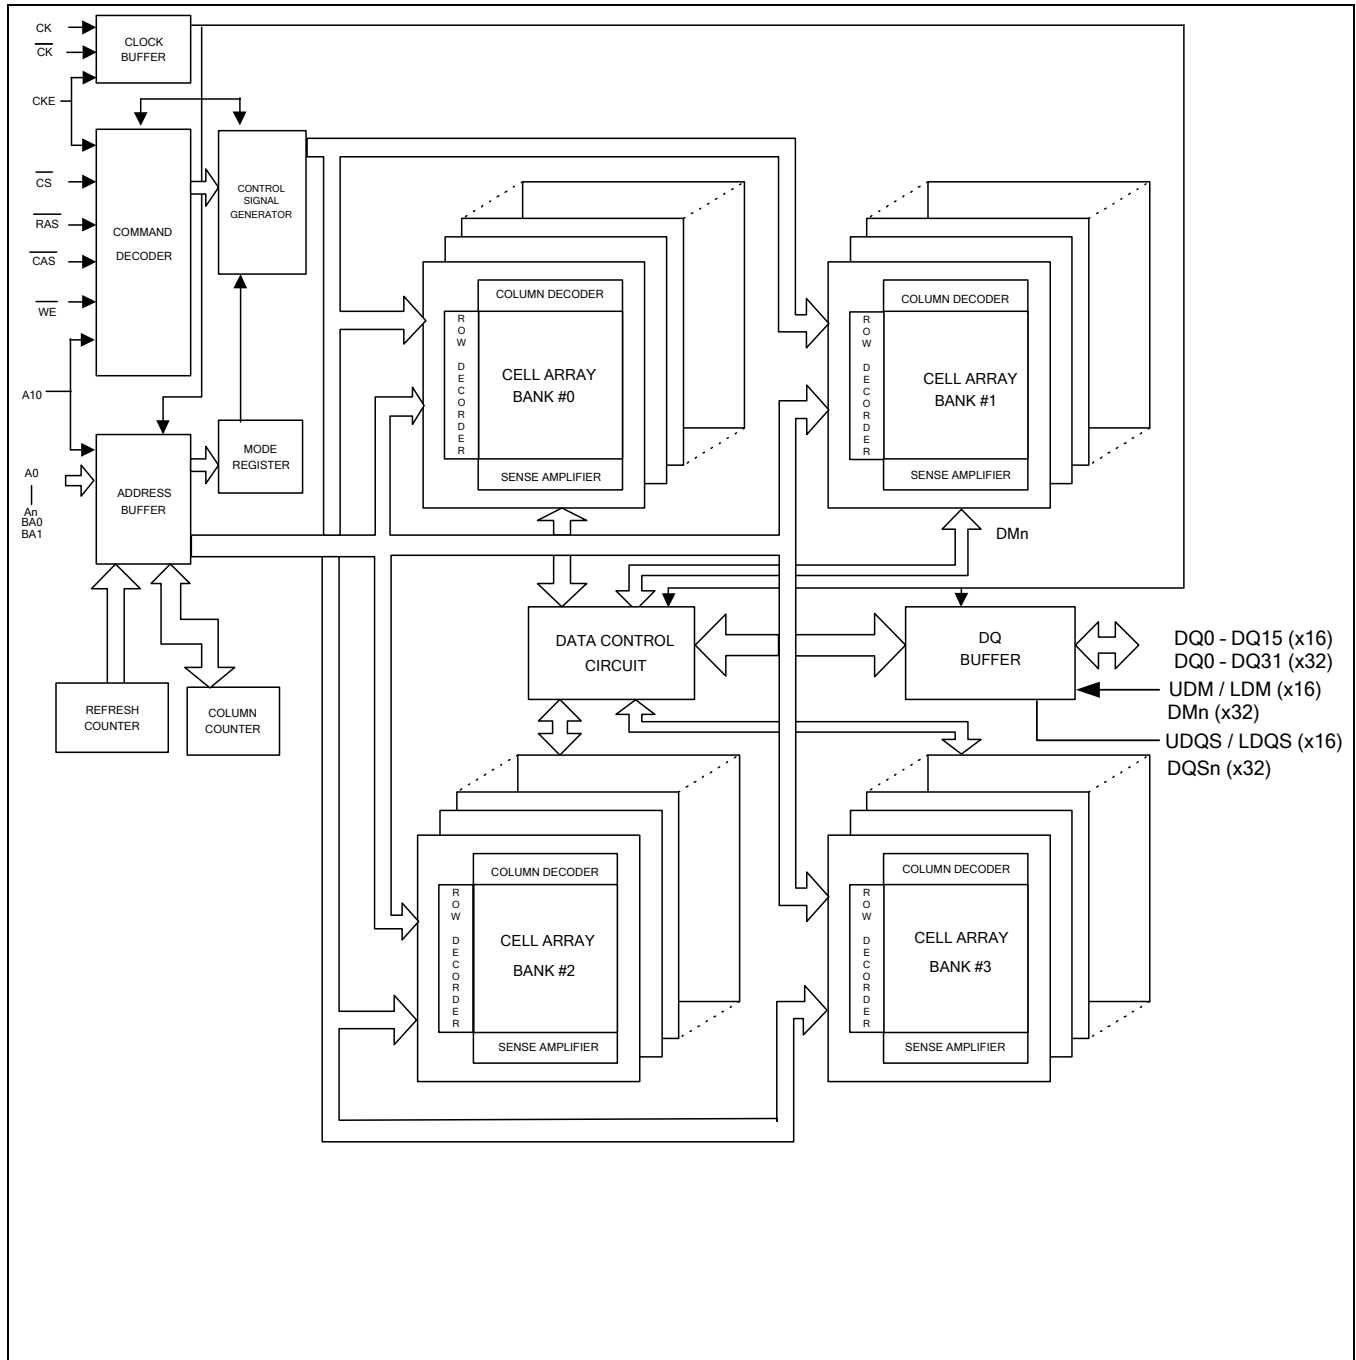 CK
CK
CKE
CS
RAS
CAS
WE
A10
A0
An
BA0
BA1
CLOCK
BUFFER
COMMAND
DECODER
CONTROL
SIGNAL
GENERATOR
MODE
REGISTER
ADDRESS
BUFFER
REFRESH
COUNTER
COLUMN
COUNTER
COLUMN DECODER
ROW DECORDER
CELL ARRAY
BANK #0
SENSE AMPLIFIER
COLUMN DECODER
ROW DECORDER
CELL ARRAY
BANK #1
SENSE AMPLIFIER
DMn
DATA CONTROL
CIRCUIT
DQ
BUFFER
DQ0 - DQ15 (x16)
DQ0 - DQ31 (x32)
UDM / LDM (x16)
DMn (x32)
UDQS / LDQS (x16)
DQSn (x32)
COLUMN DECODER
ROW DECORDER
CELL ARRAY
BANK #2
SENSE AMPLIFIER
COLUMN DECODER
ROW DECORDER
CELL ARRAY
BANK #3
SENSE AMPLIFIER